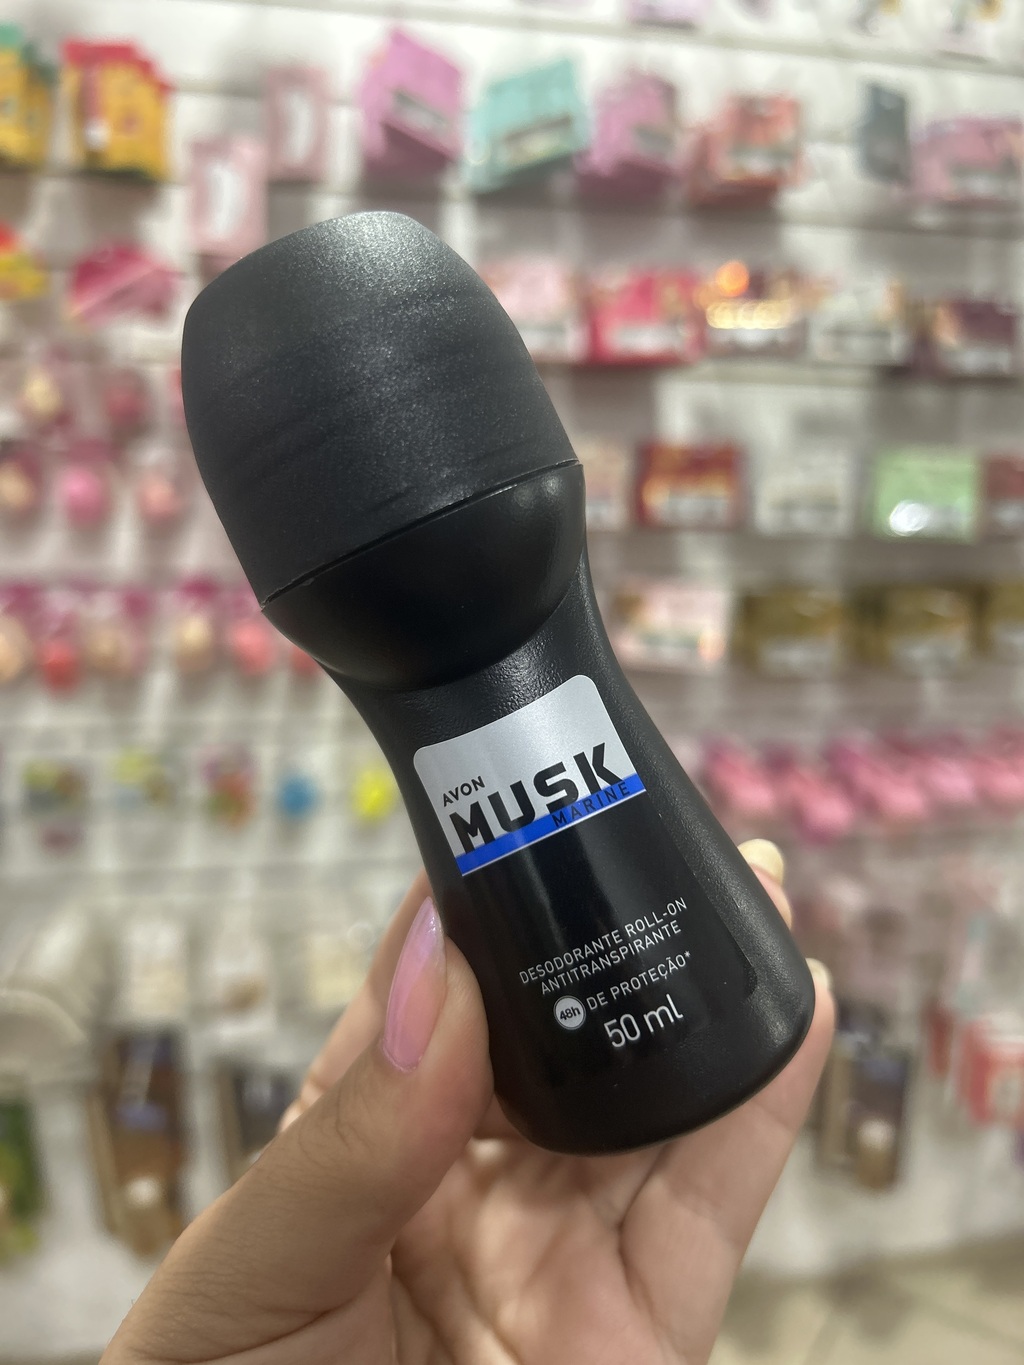 AVON
MUSK
MARINE
DESODORANTE ROLL-ON
ANTITRANSPIRANTE
48h DE PROTEÇÃO*
50 ml